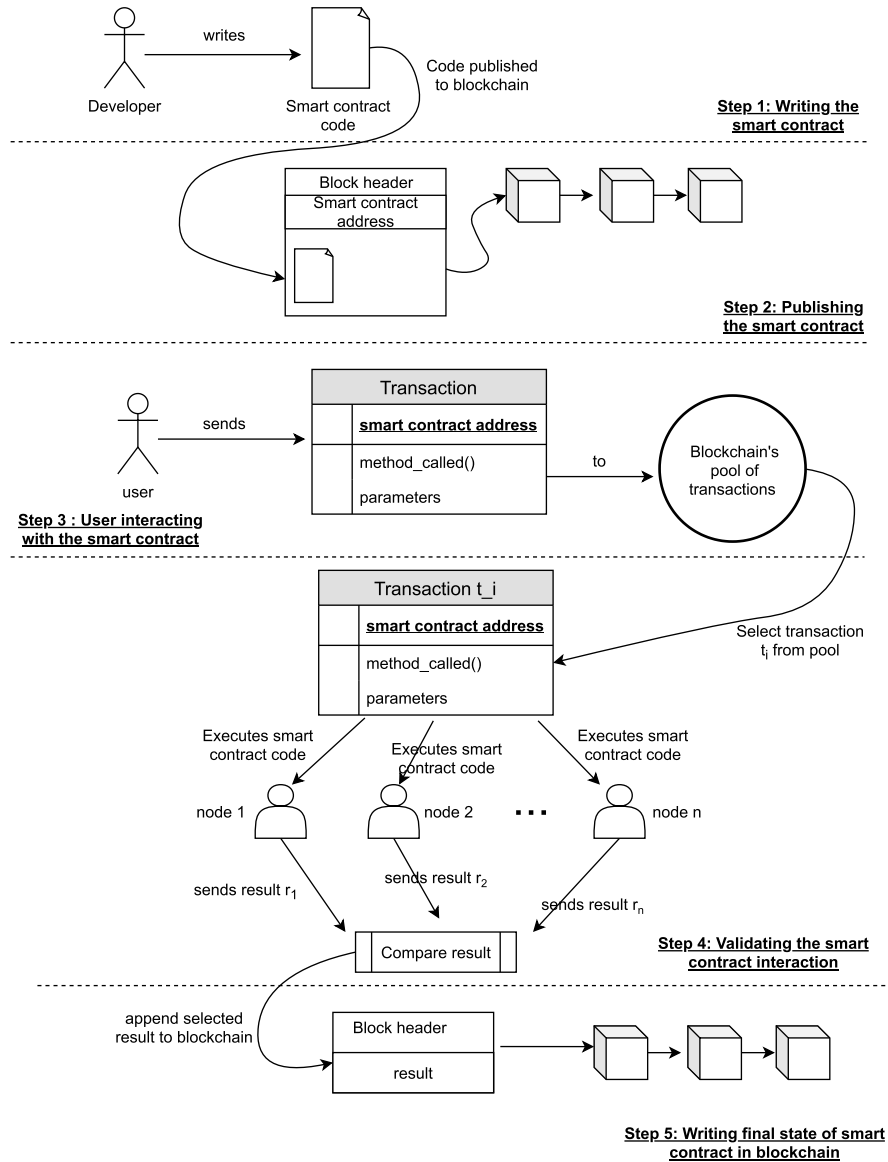 writes
Developer
Smart contract
code
Code published
to blockchain
Step 1: Writing the
smart contract
Block header
Smart contract
address
Step 2: Publishing
the smart contract
Transaction
smart contract address
method_called()
parameters
sends
user
to
Blockchain's
pool of
transactions
Step 3 : User interacting
with the smart contract
Transaction t_i
smart contract address
method_called()
parameters
Select transaction
ti from pool
Executes smart
contract code
Executes smart
contract code
Executes smart
contract code
node 1
node 2
...
node n
sends result r1
sends result r2
sends result rn
Compare result
Step 4: Validating the smart
contract interaction
append selected
result to blockchain
Block header
result
Step 5: Writing final state of smart
contract in blockchain